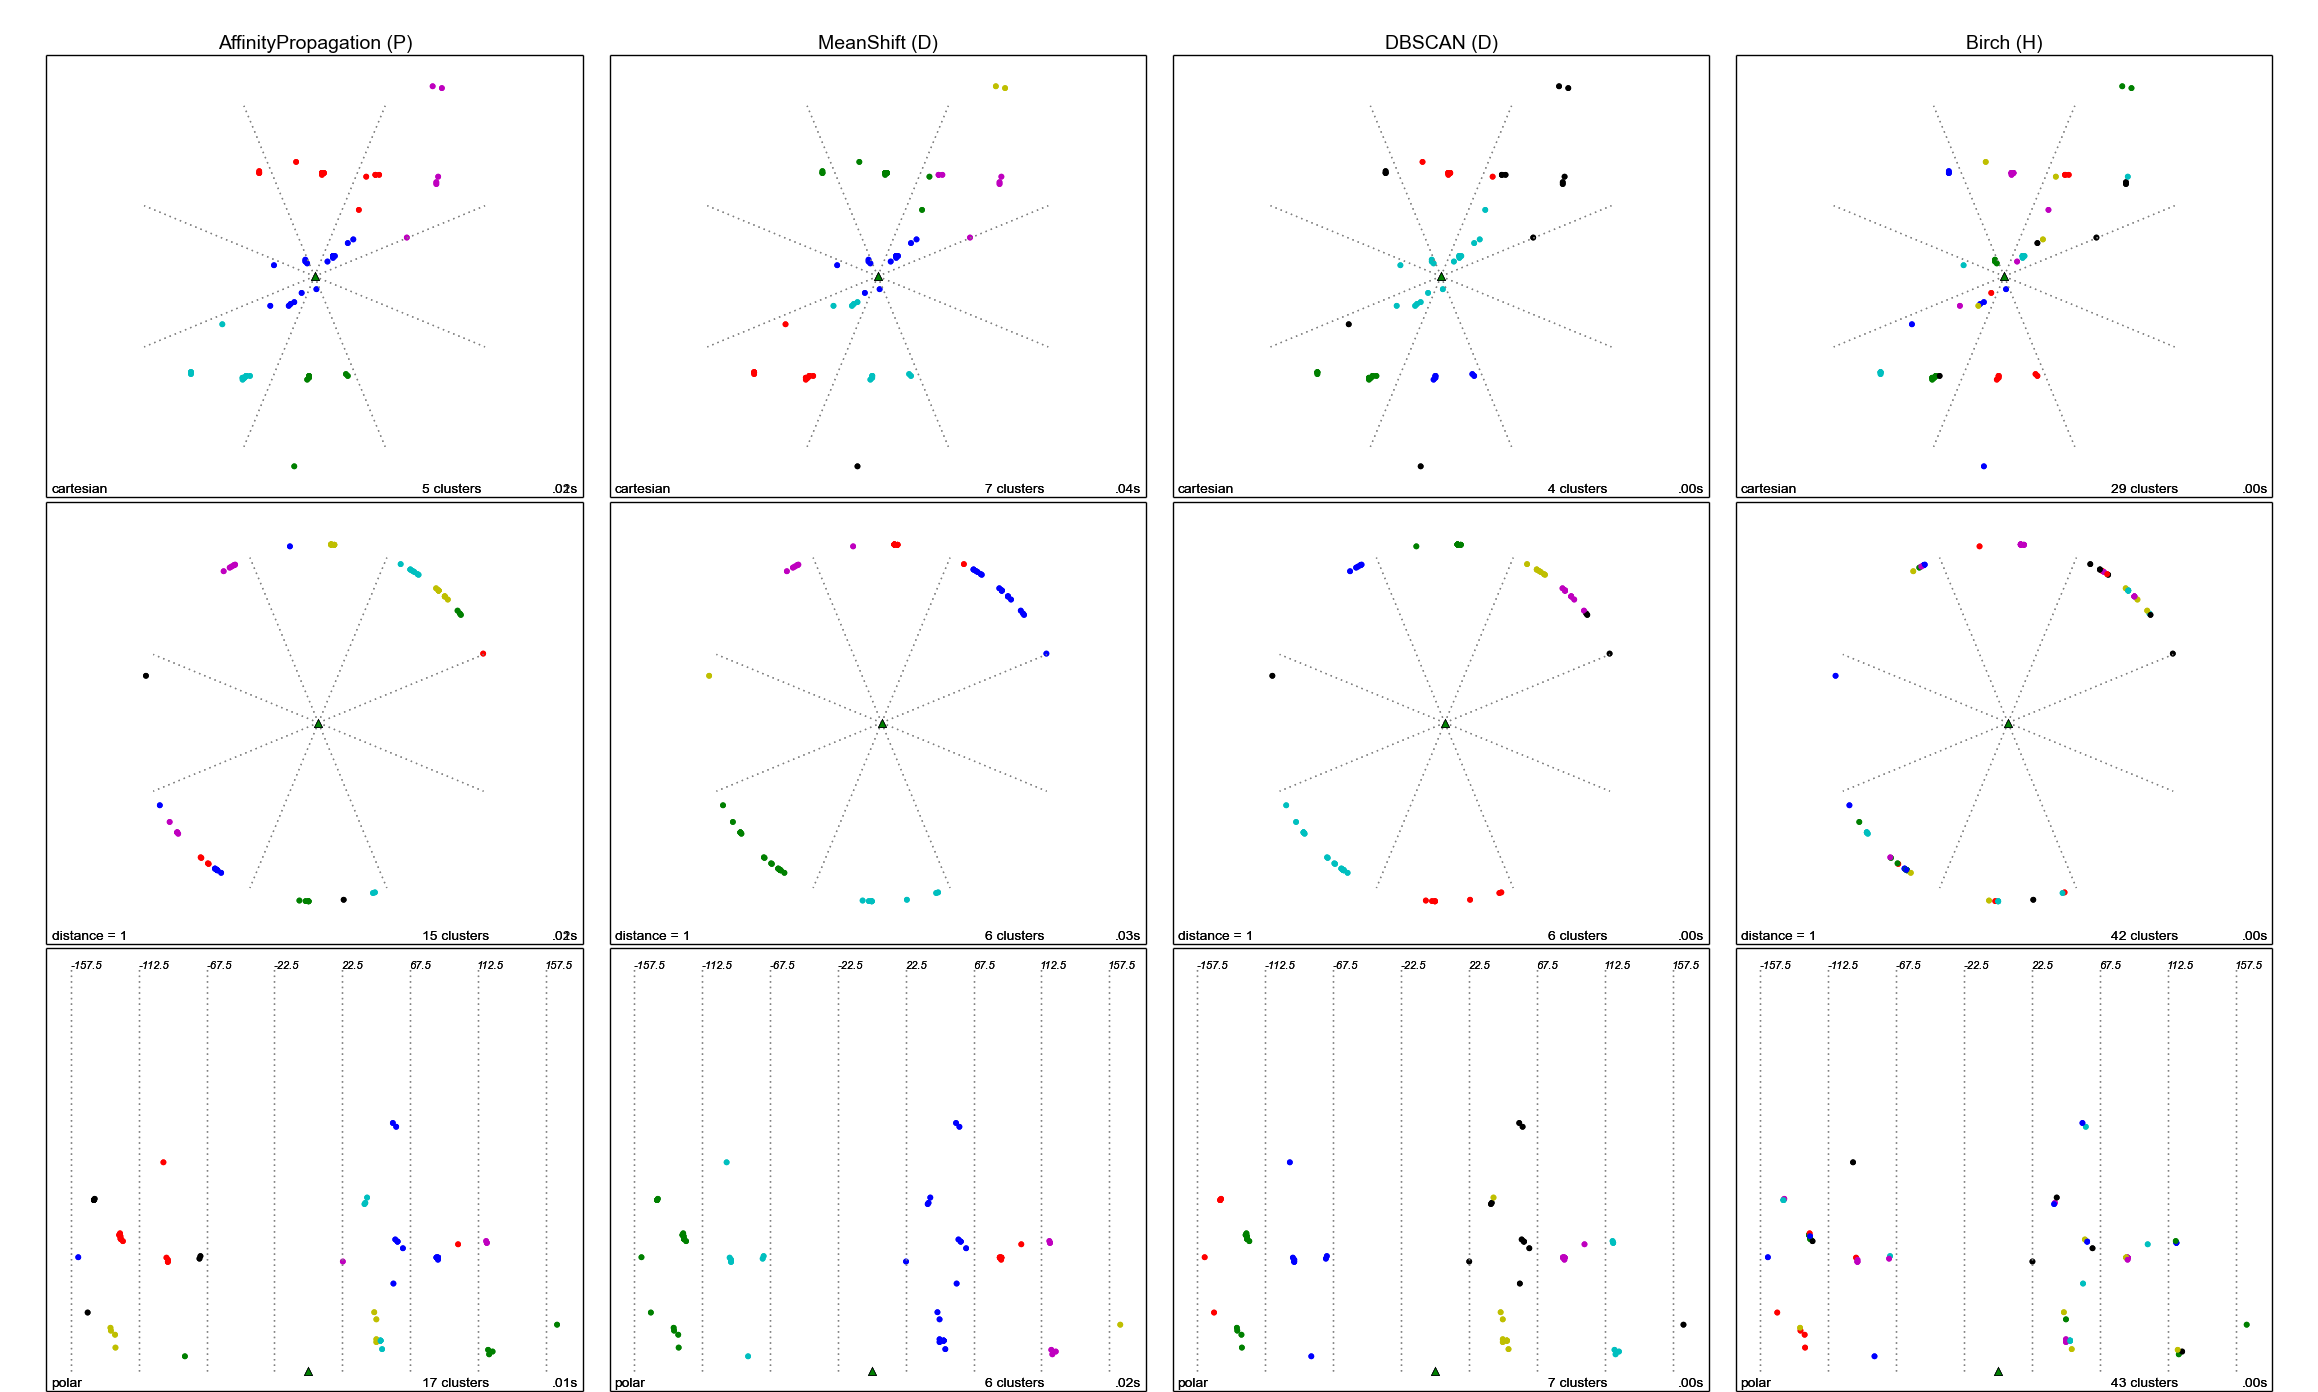 AffinityPropagation (P) MeanShift (D) DBSCAN (D) Birch (H)
cartesian 5 clusters cartesian 7 clusters .04s cartesian 4 clusters .00s cartesian 29 clusters .00s
distance = 1 15 clusters distance = 1 6 clusters .03s distance = 1 6 clusters .00s distance = 1 42 clusters .00s
-157.5 -112.5 -67.5 -22.5 22.5 67.5 112.5 157.5 -157.5 -112.5 -67.5 -22.5 22.5 67.5 112.5 157.5 -157.5 -112.5 -67.5 -22.5 22.5 67.5 112.5 157.5 -157.5 -112.5 -67.5 -22.5 22.5 67.5 112.5 157.5
polar 17 clusters .01s polar 6 clusters .02s polar 7 clusters .00s polar 43 clusters .00s